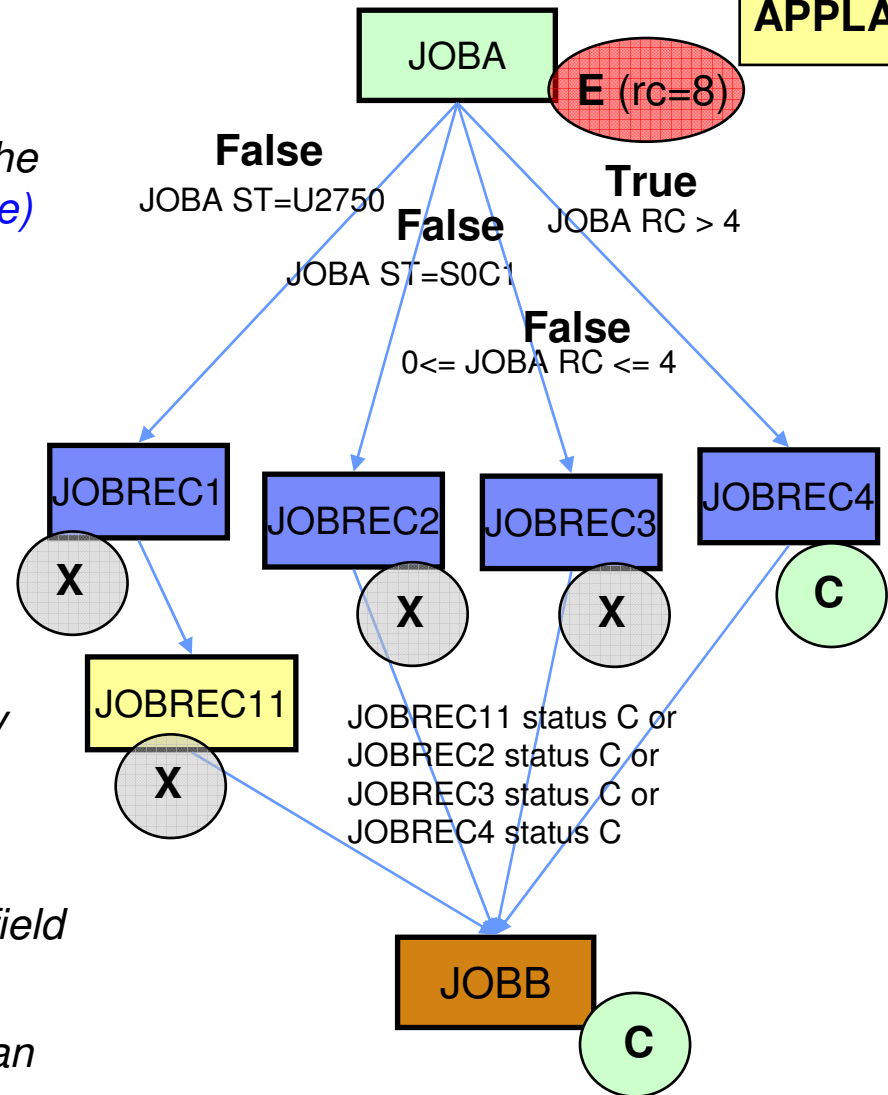 JOBA
APPLA
E (rc=8)
he
e)
False
JOBA ST=U2750
False
JOBA ST=S0C1
True
JOBA RC > 4
False
0<= JOBA RC <= 4
JOBREC1
JOBREC2
JOBREC3
JOBREC4
X
X
X
C
JOBREC11
X
JOBREC11 status C or
JOBREC2 status C or
JOBREC3 status C or
JOBREC4 status C
field
JOBB
C
an